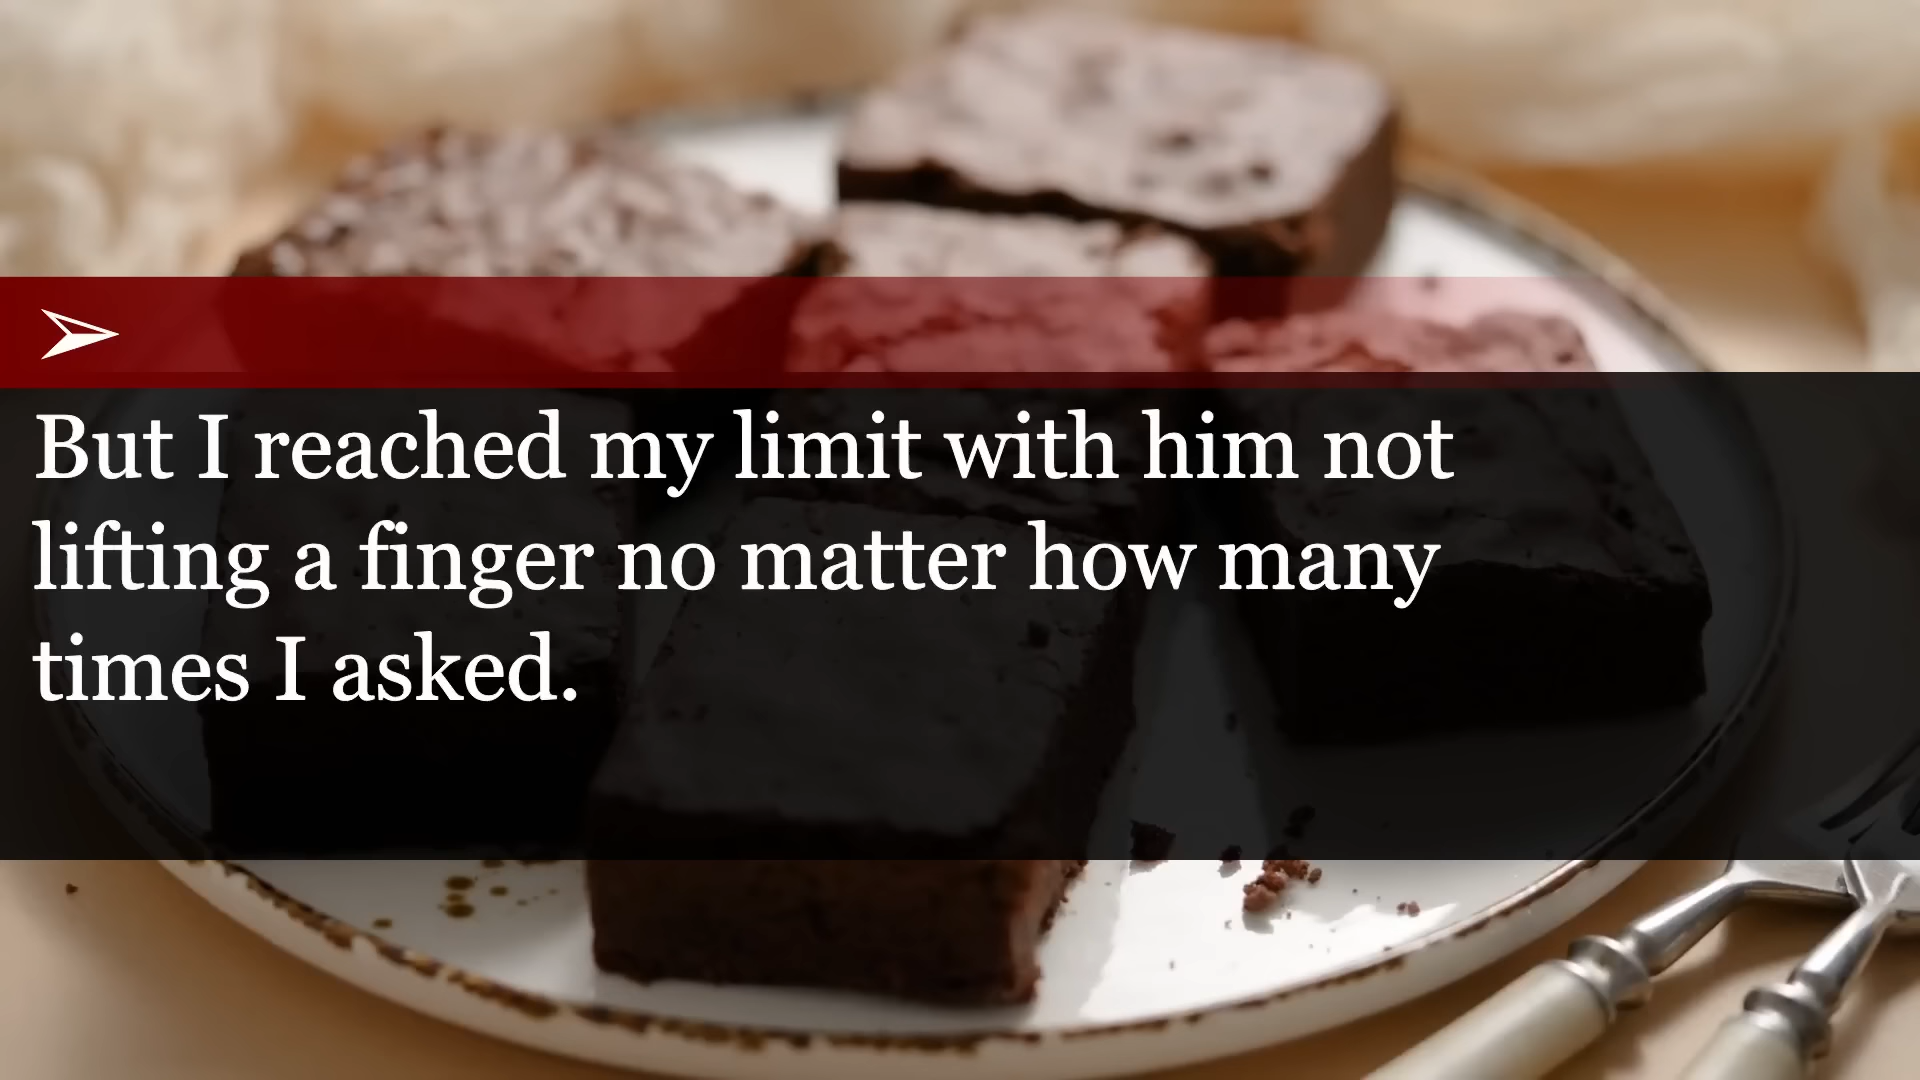 But I reached my limit with him not
lifting a finger no matter how many
times I asked.